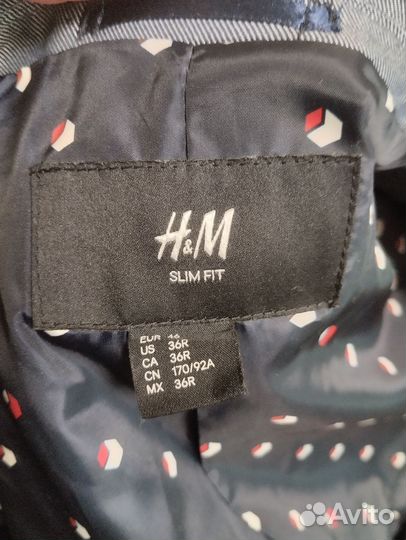 H&M
SLIM FIT
EUR 46
US 36R
CA 36R
CN 170/92A
MX 36R
Avito